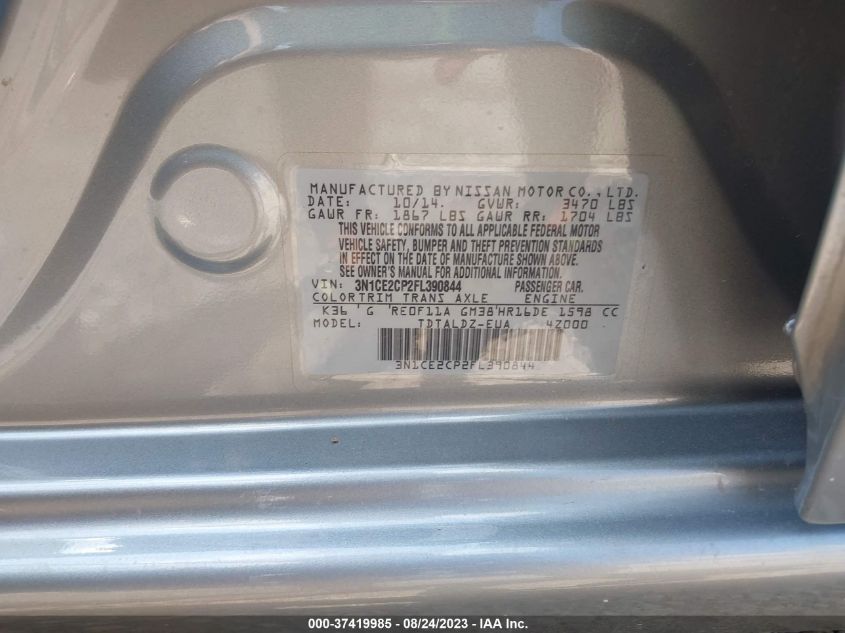 MANUFACTURED BY NISSAN MOTOR CO., LTD.
DATE: 10/14. GVWR: 3470 LBS
GAWR FR: 1867 LBS GAWR RR: 1704 LBS
THIS VEHICLE CONFORMS TO ALL APPLICABLE FEDERAL MOTOR
VEHICLE SAFETY, BUMPER AND THEFT PREVENTION STANDARDS
IN EFFECT ON THE DATE OF MANUFACTURE SHOWN ABOVE.
SEE OWNER'S MANUAL FOR ADDITIONAL INFORMATION.
VIN: 3N1CE2CP2FL390844 PASSENGER CAR.
COLOR TRIM TRANS AXLE ENGINE
K36 'G 'RE0F11A GM38'HR16DE 1598 CC
MODEL: TDTALDZ-EUA 4Z000
3N1CE2CP2FL390844
000-37419985 - 08/24/2023 - IAA Inc.